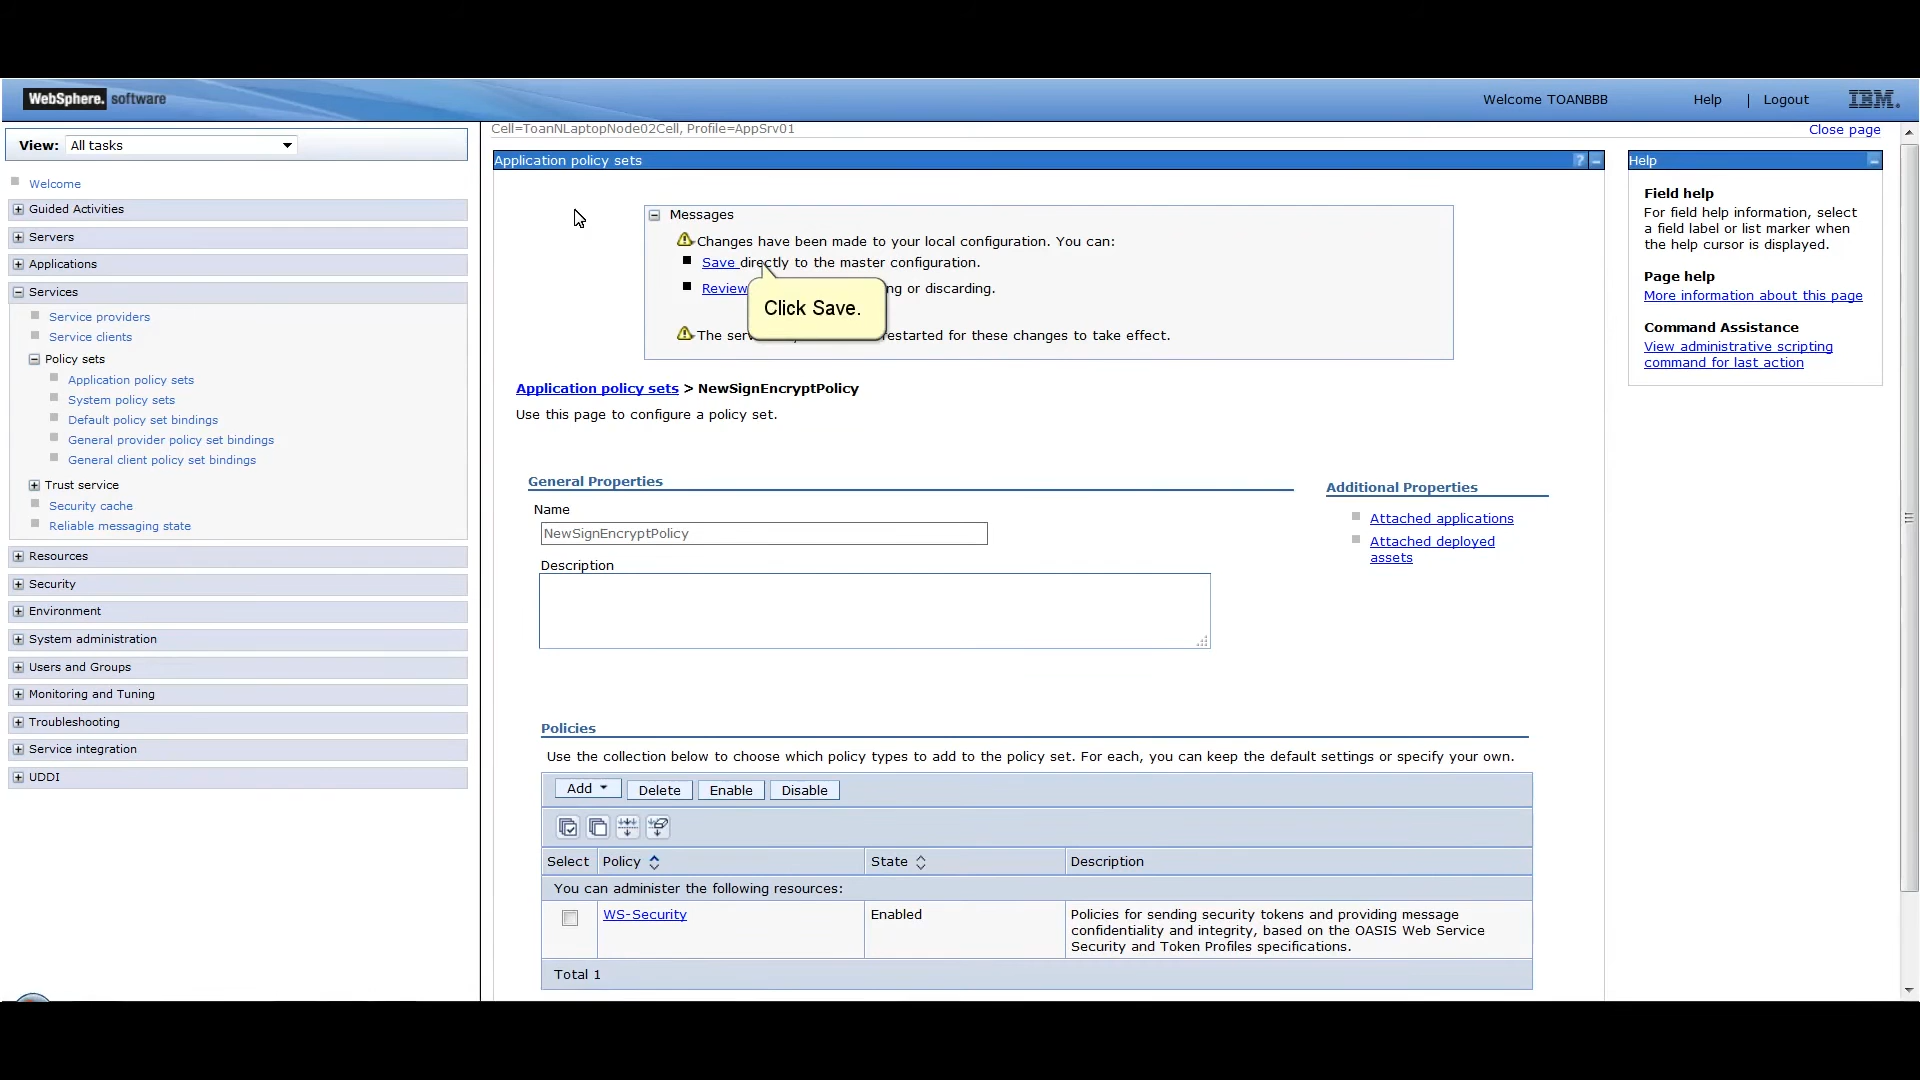 WebSphere. software
Welcome TOANBBB
Help | Logout
IBM.
View: All tasks
Welcome
Guided Activities
Servers
Applications
Services
Service providers
Service clients
Policy sets
Application policy sets
System policy sets
Default policy set bindings
General provider policy set bindings
General client policy set bindings
Trust service
Security cache
Reliable messaging state
Resources
Security
Environment
System administration
Users and Groups
Monitoring and Tuning
Troubleshooting
Service integration
UDDI
Cell=ToanNLaptopNode02Cell, Profile=AppSrv01
Close page
Application policy sets
?
Messages
Changes have been made to your local configuration. You can:
Save directly to the master configuration.
Review ng or discarding.
Click Save.
The serv restarted for these changes to take effect.
Application policy sets > NewSignEncryptPolicy
Use this page to configure a policy set.
General Properties
Name
NewSignEncryptPolicy
Description
Additional Properties
Attached applications
Attached deployed
assets
Policies
Use the collection below to choose which policy types to add to the policy set. For each, you can keep the default settings or specify your own.
Add Delete Enable Disable
Select Policy State Description
You can administer the following resources:
WS-Security Enabled Policies for sending security tokens and providing message
confidentiality and integrity, based on the OASIS Web Service
Security and Token Profiles specifications.
Total 1
Help
Field help
For field help information, select
a field label or list marker when
the help cursor is displayed.
Page help
More information about this page
Command Assistance
View administrative scripting
command for last action